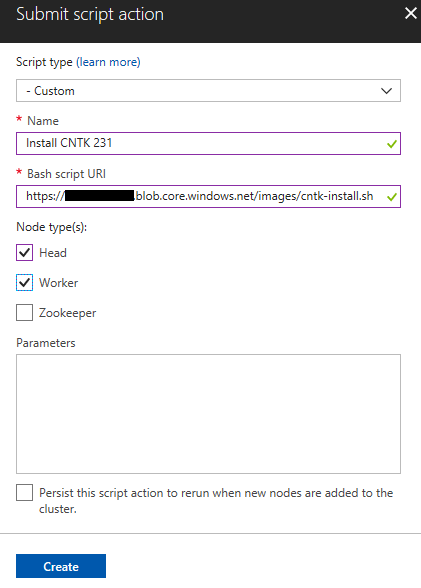 Submit script action
Script type (learn more)
- Custom
* Name
Install CNTK 231
* Bash script URI
https:// .blob.core.windows.net/images/cntk-install.sh
Node type(s):
Head
Worker
Zookeeper
Parameters
Persist this script action to rerun when new nodes are added to the
cluster.
Create